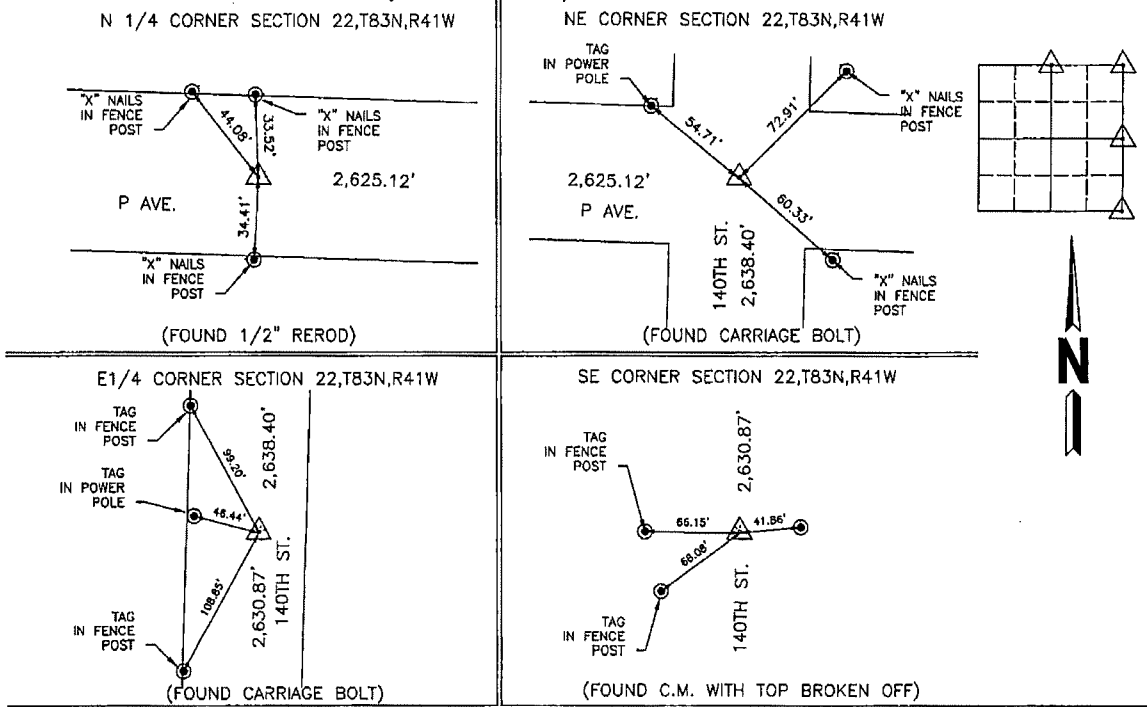 N 1/4 CORNER SECTION 22,T83N,R41W
"X" NAILS
IN FENCE
POST
44.08'
33.52'
"X" NAILS
IN FENCE
POST
2,625.12'
P AVE.
34.41'
"X" NAILS
IN FENCE
POST
(FOUND 1/2" REROD)
NE CORNER SECTION 22,T83N,R41W
TAG
IN POWER
POLE
54.71'
72.91'
"X" NAILS
IN FENCE
POST
2,625.12'
P AVE.
60.33'
140TH ST.
2,638.40'
"X" NAILS
IN FENCE
POST
(FOUND CARRIAGE BOLT)
N
E1/4 CORNER SECTION 22,T83N,R41W
TAG
IN FENCE
POST
99.20'
2,638.40'
TAG
IN POWER
POLE
46.44'
108.85'
2,630.87'
140TH ST.
TAG
IN FENCE
POST
(FOUND CARRIAGE BOLT)
SE CORNER SECTION 22,T83N,R41W
TAG
IN FENCE
POST
2,630.87'
66.15'
41.86'
68.08'
140TH ST.
TAG
IN FENCE
POST
(FOUND C.M. WITH TOP BROKEN OFF)